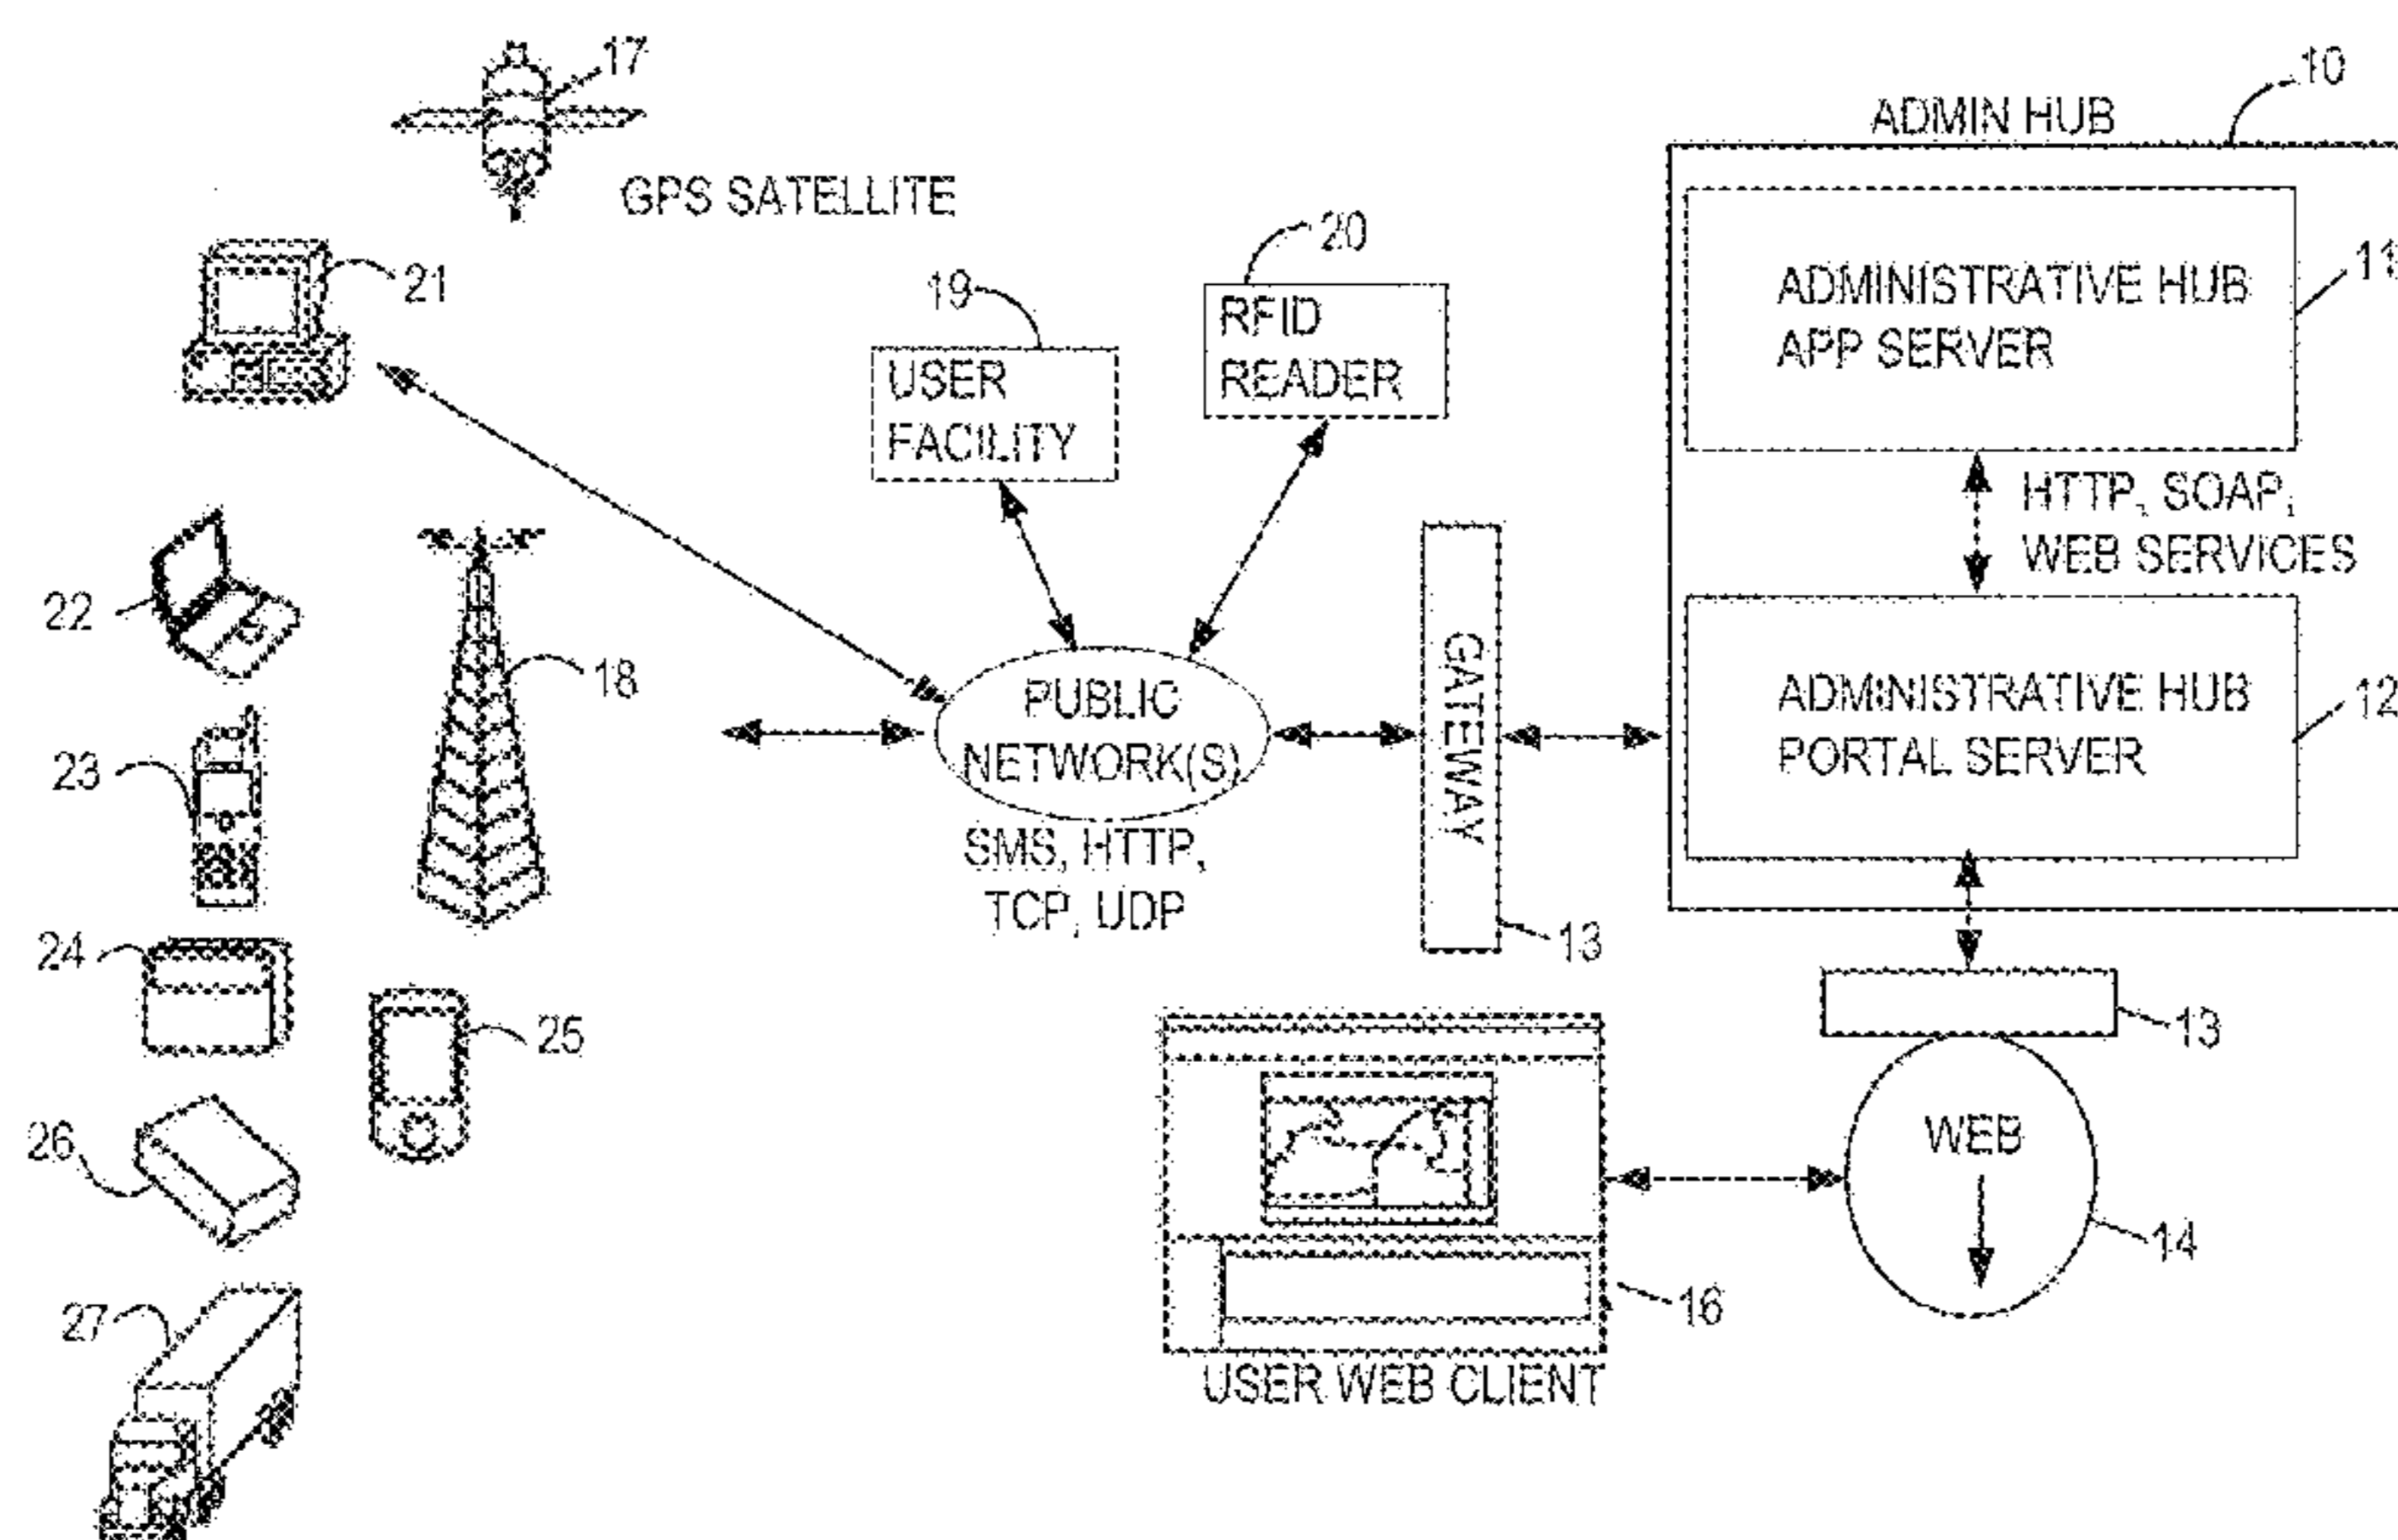 17
10
ADMIN HUB
GPS SATELLITE
20
21
19
RFID
READER
ADMINISTRATIVE HUB
APP SERVER
11
USER
FACILITY
HTTP, SOAP,
WEB SERVICES
22
18
GATEWAY
PUBLIC
NETWORK(S)
ADMINISTRATIVE HUB
PORTAL SERVER
12
23
SMS, HTTP,
TCP, UDP
13
24
25
13
26
WEB
14
27
16
USER WEB CLIENT